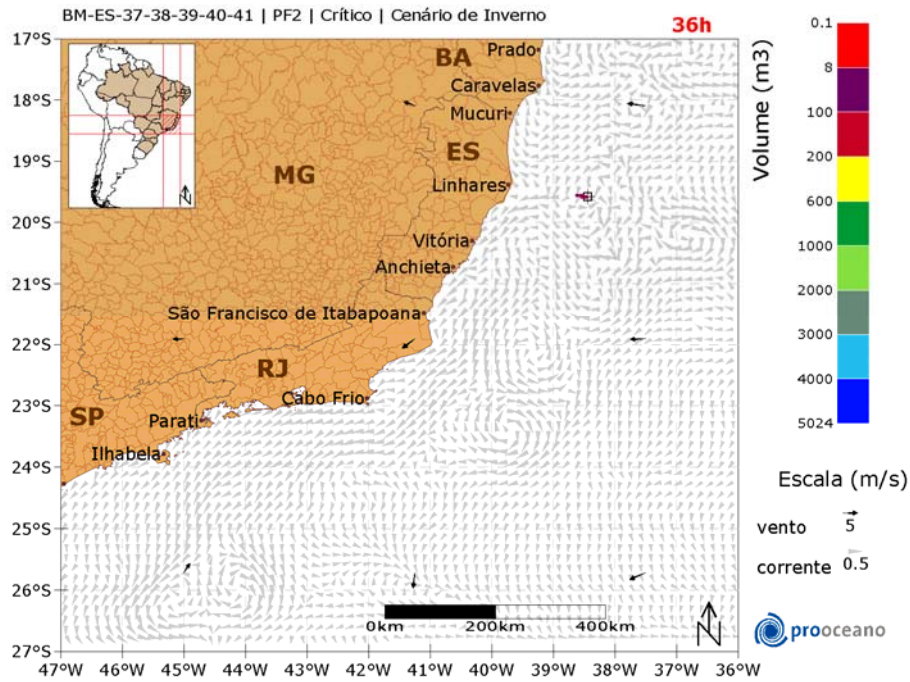 BM-ES-37-38-39-40-41 | PF2 | Crítico | Cenário de Inverno
36h
17°S
18°S
19°S
20°S
21°S
22°S
23°S
24°S
25°S
26°S
27°S
47°W
46°W
45°W
44°W
43°W
42°W
41°W
40°W
39°W
38°W
37°W
36°W
BA
Prado
Caravelas
Mucuri
ES
MG
Linhares
Vitória
Anchieta
São Francisco de Itabapoana
RJ
Cabo Frio
SP
Parati
Ilhabela
0km
200km
400km
N
N
Volume (m3)
0.1
8
100
200
600
1000
2000
3000
4000
5024
Escala (m/s)
vento
5
corrente
0.5
prooceano